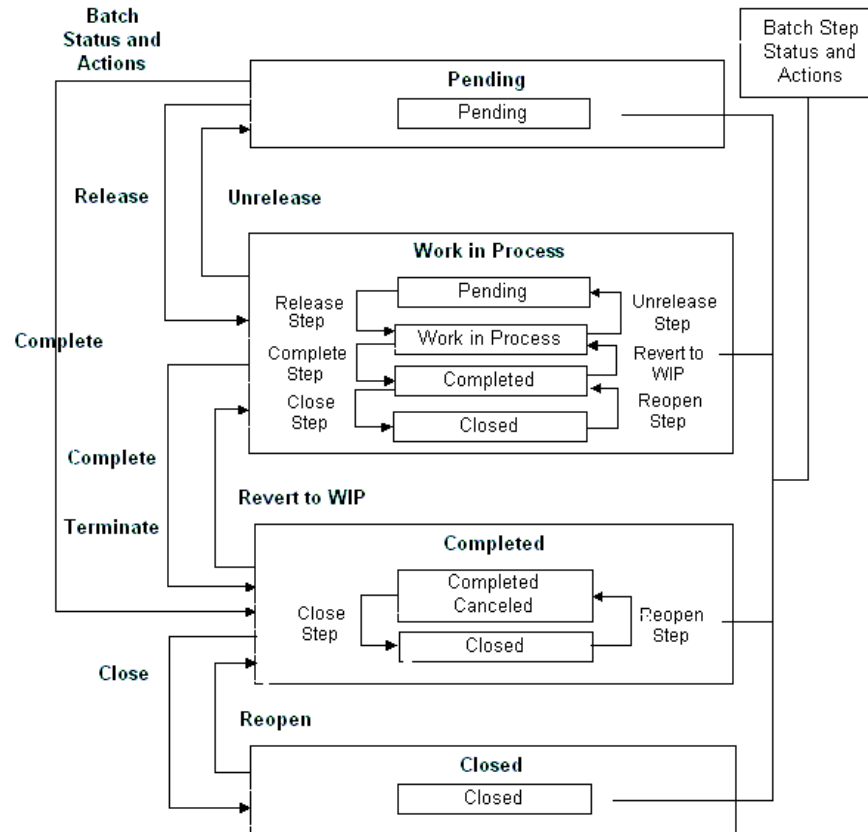 Batch
Status and
Actions
Batch Step
Status and
Actions
Pending
Pending
Release
Unrelease
Work in Process
Pending
Release
Step
Unrelease
Step
Work in Process
Complete
Complete
Step
Revert to
WIP
Completed
Close
Step
Reopen
Step
Closed
Complete
Terminate
Revert to WIP
Completed
Completed
Canceled
Close
Step
Reopen
Step
Closed
Close
Reopen
Closed
Closed